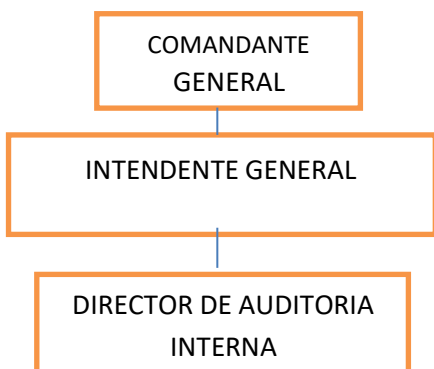 COMANDANTE
GENERAL
INTENDENTE GENERAL
DIRECTOR DE AUDITORIA
INTERNA